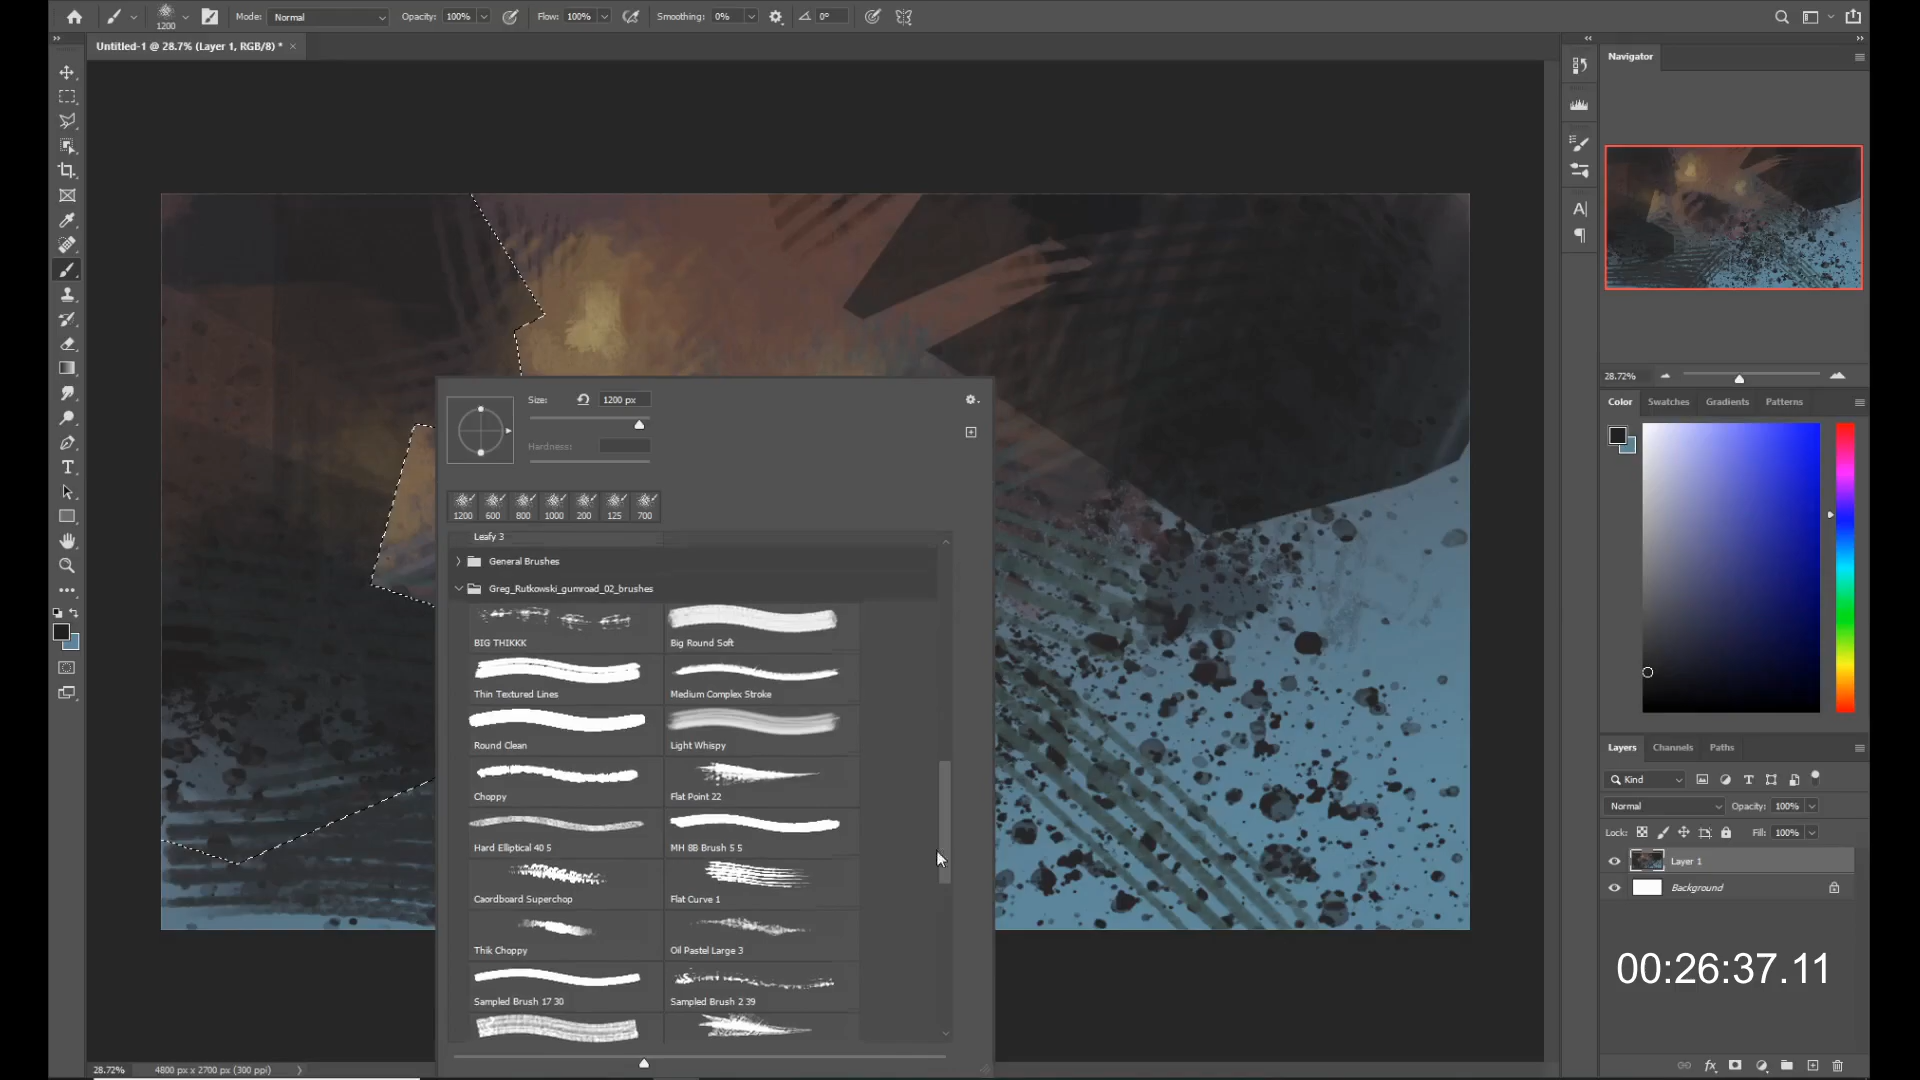 1200
Mode: Normal
Opacity: 100%
Flow: 100%
Smoothing: 0%
0°
Untitled-1 @ 28.7% (Layer 1, RGB/8) *
Navigator
28.72%
Color Swatches Gradients Patterns
Size: 1200 px
Hardness:
1200 600 800 1000 200 125 700
Leafy 3
General Brushes
Greg_Rutkowski_gumroad_02_brushes
BIG THIKKK Big Round Soft
Thin Textured Lines Medium Complex Stroke
Round Clean Light Whispy
Choppy Flat Point 22
Hard Elliptical 40 5 MH 8B Brush 5 5
Caordboard Superchop Flat Curve 1
Thik Choppy Oil Pastel Large 3
Sampled Brush 17 30 Sampled Brush 2 39
Layers Channels Paths
Kind
Normal Opacity: 100%
Lock: Fill: 100%
Layer 1
Background
00:26:37.11
28.72% 4800 px x 2700 px (300 ppi)